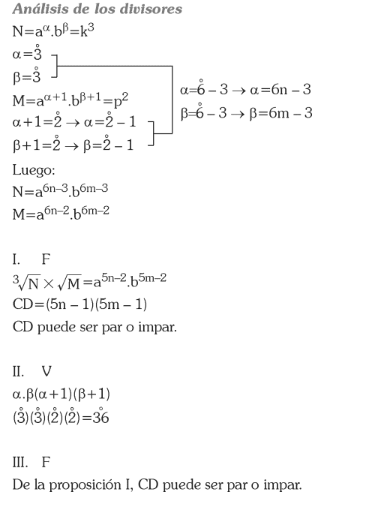 Análisis de los divisores
N=a^α.b^β=k³
α=3̊
β=3̊
α=6̊ – 3 → α=6n – 3
β=6̊ – 3 → β=6m – 3
M=a^(α+1).b^(β+1)=p²
α+1=2̊ → α=2̊ – 1
β+1=2̊ → β=2̊ – 1
Luego:
N=a^(6n–3).b^(6m–3)
M=a^(6n–2).b^(6m–2)
I. F
³√N × √M=a^(5n–2).b^(5m–2)
CD=(5n – 1)(5m – 1)
CD puede ser par o impar.
II. V
α.β(α+1)(β+1)
(3̊)(3̊)(2̊)(2̊)=36̊
III. F
De la proposición I, CD puede ser par o impar.